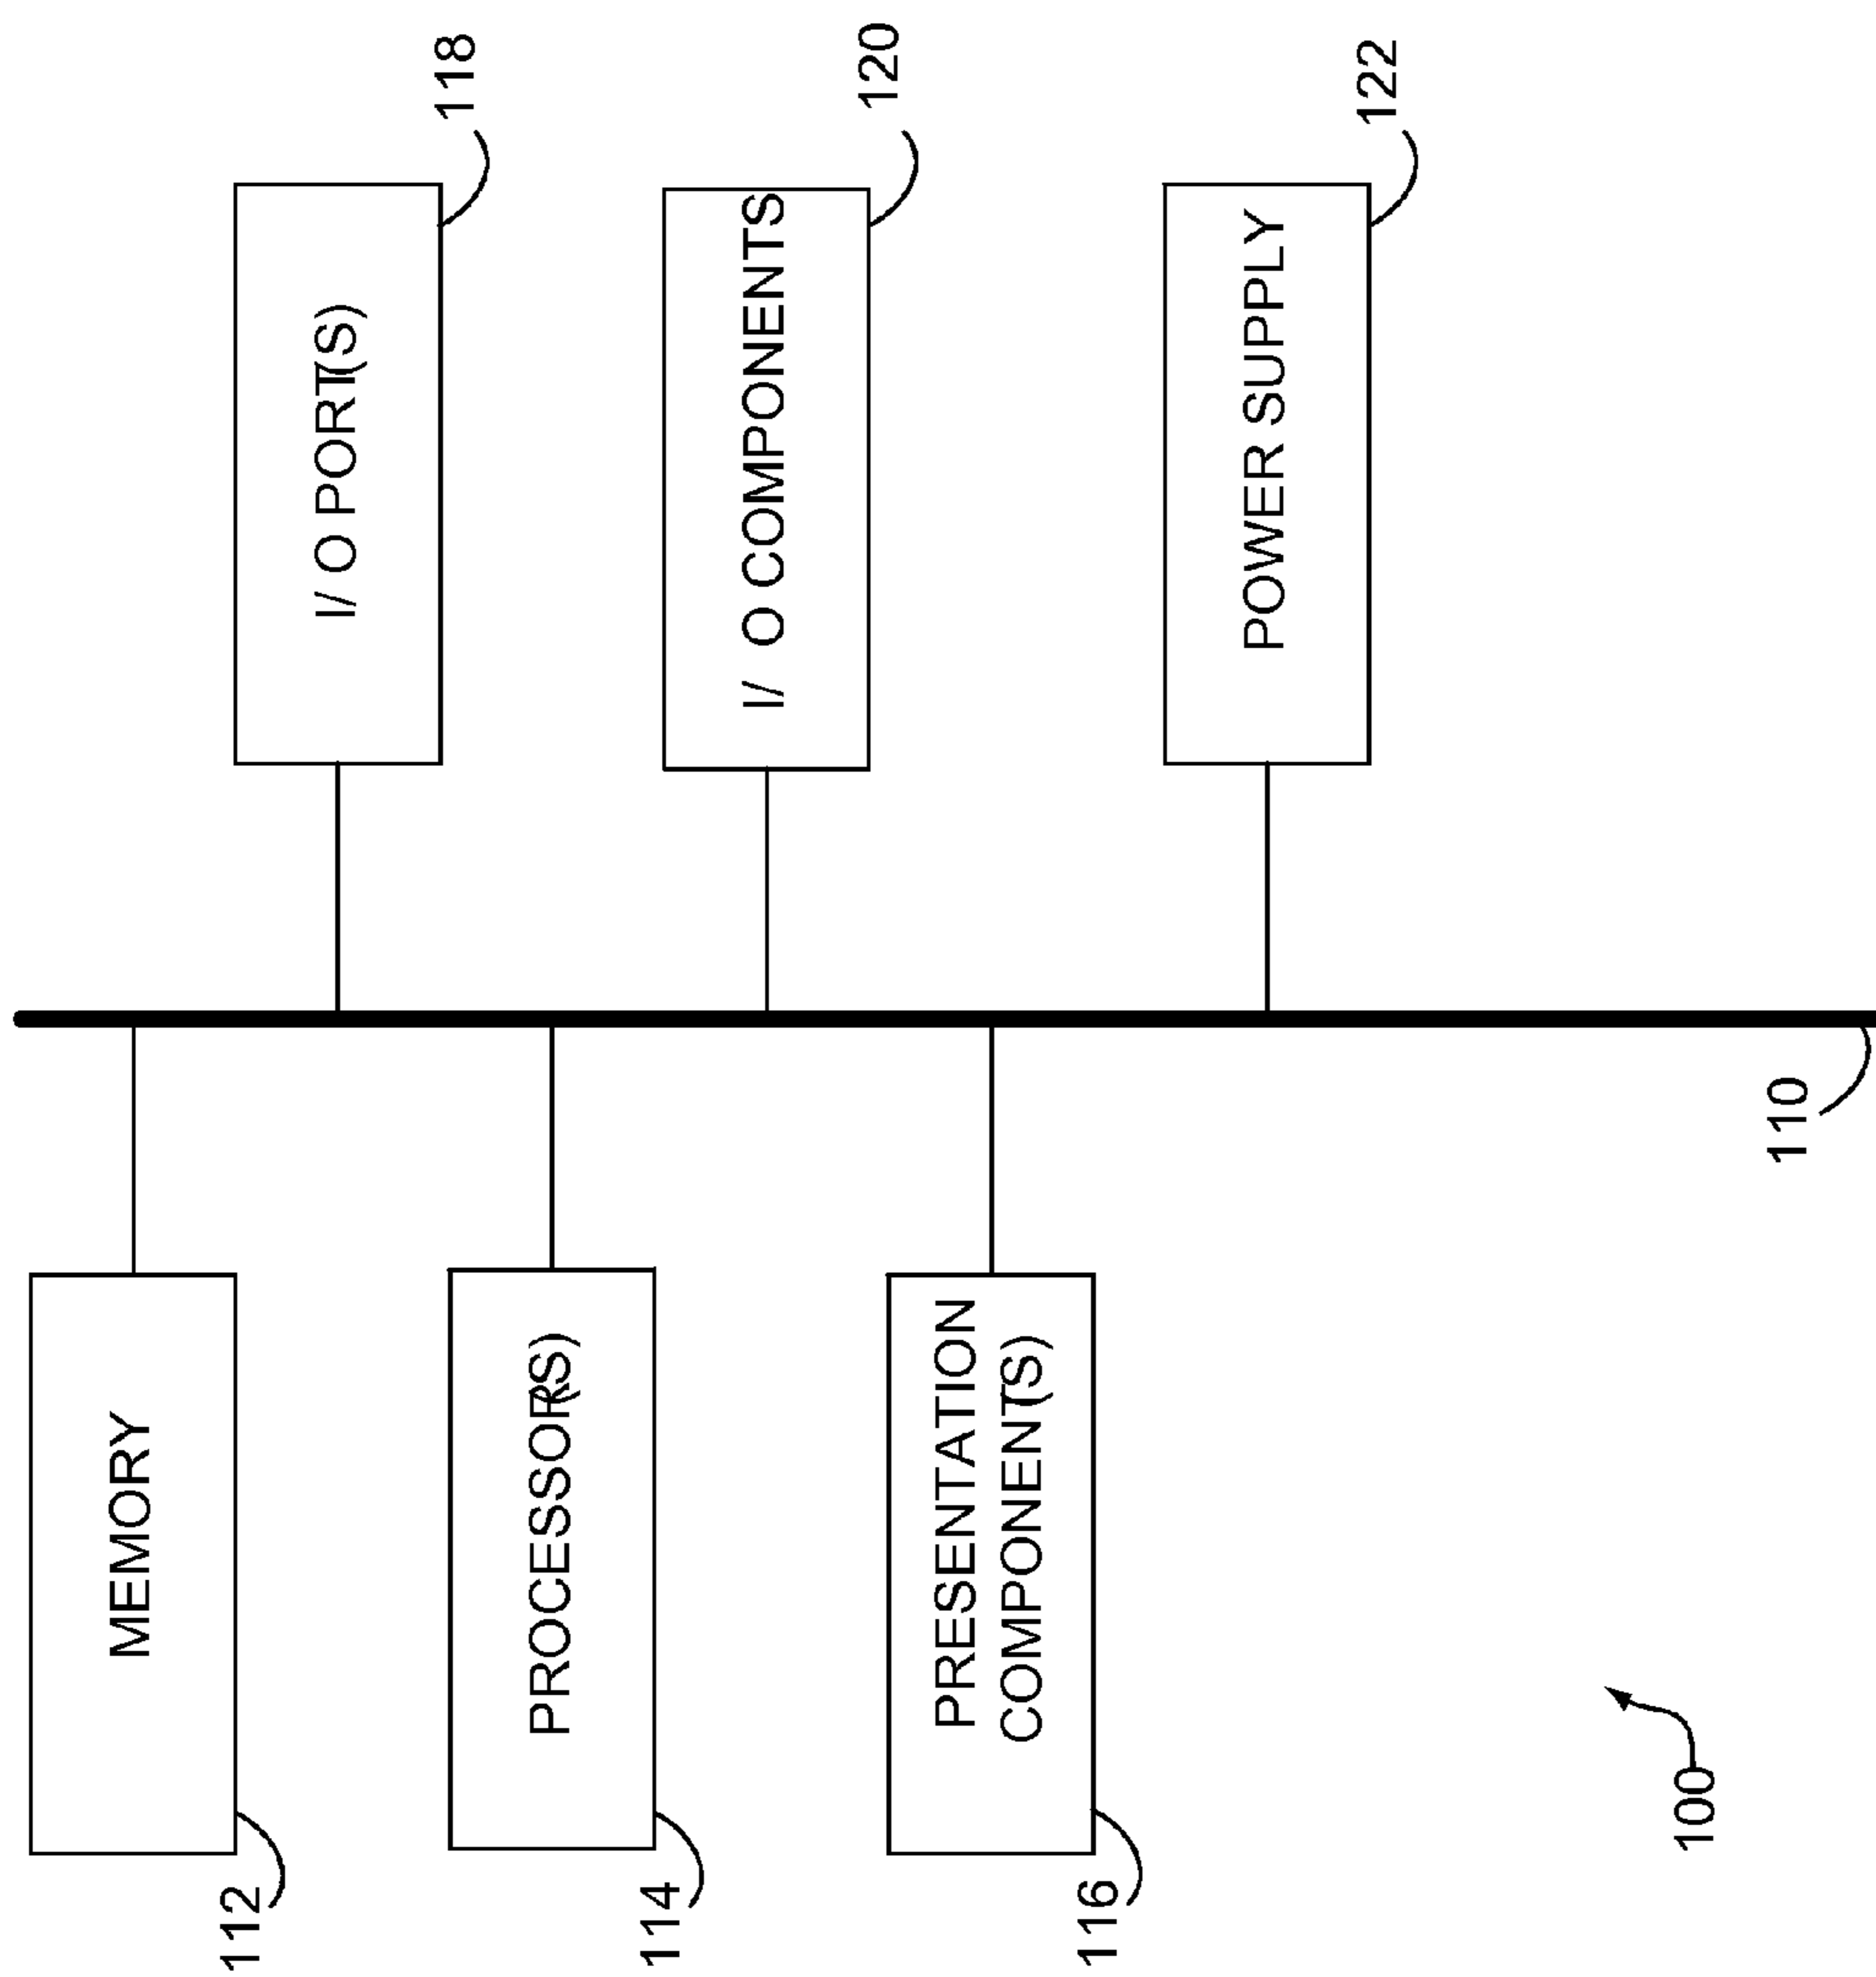 MEMORY
112
I/ O PORT(S)
118
PROCESSOR(S)
114
I/ O COMPONENTS
120
PRESENTATION
COMPONENT(S)
116
POWER SUPPLY
122
110
100